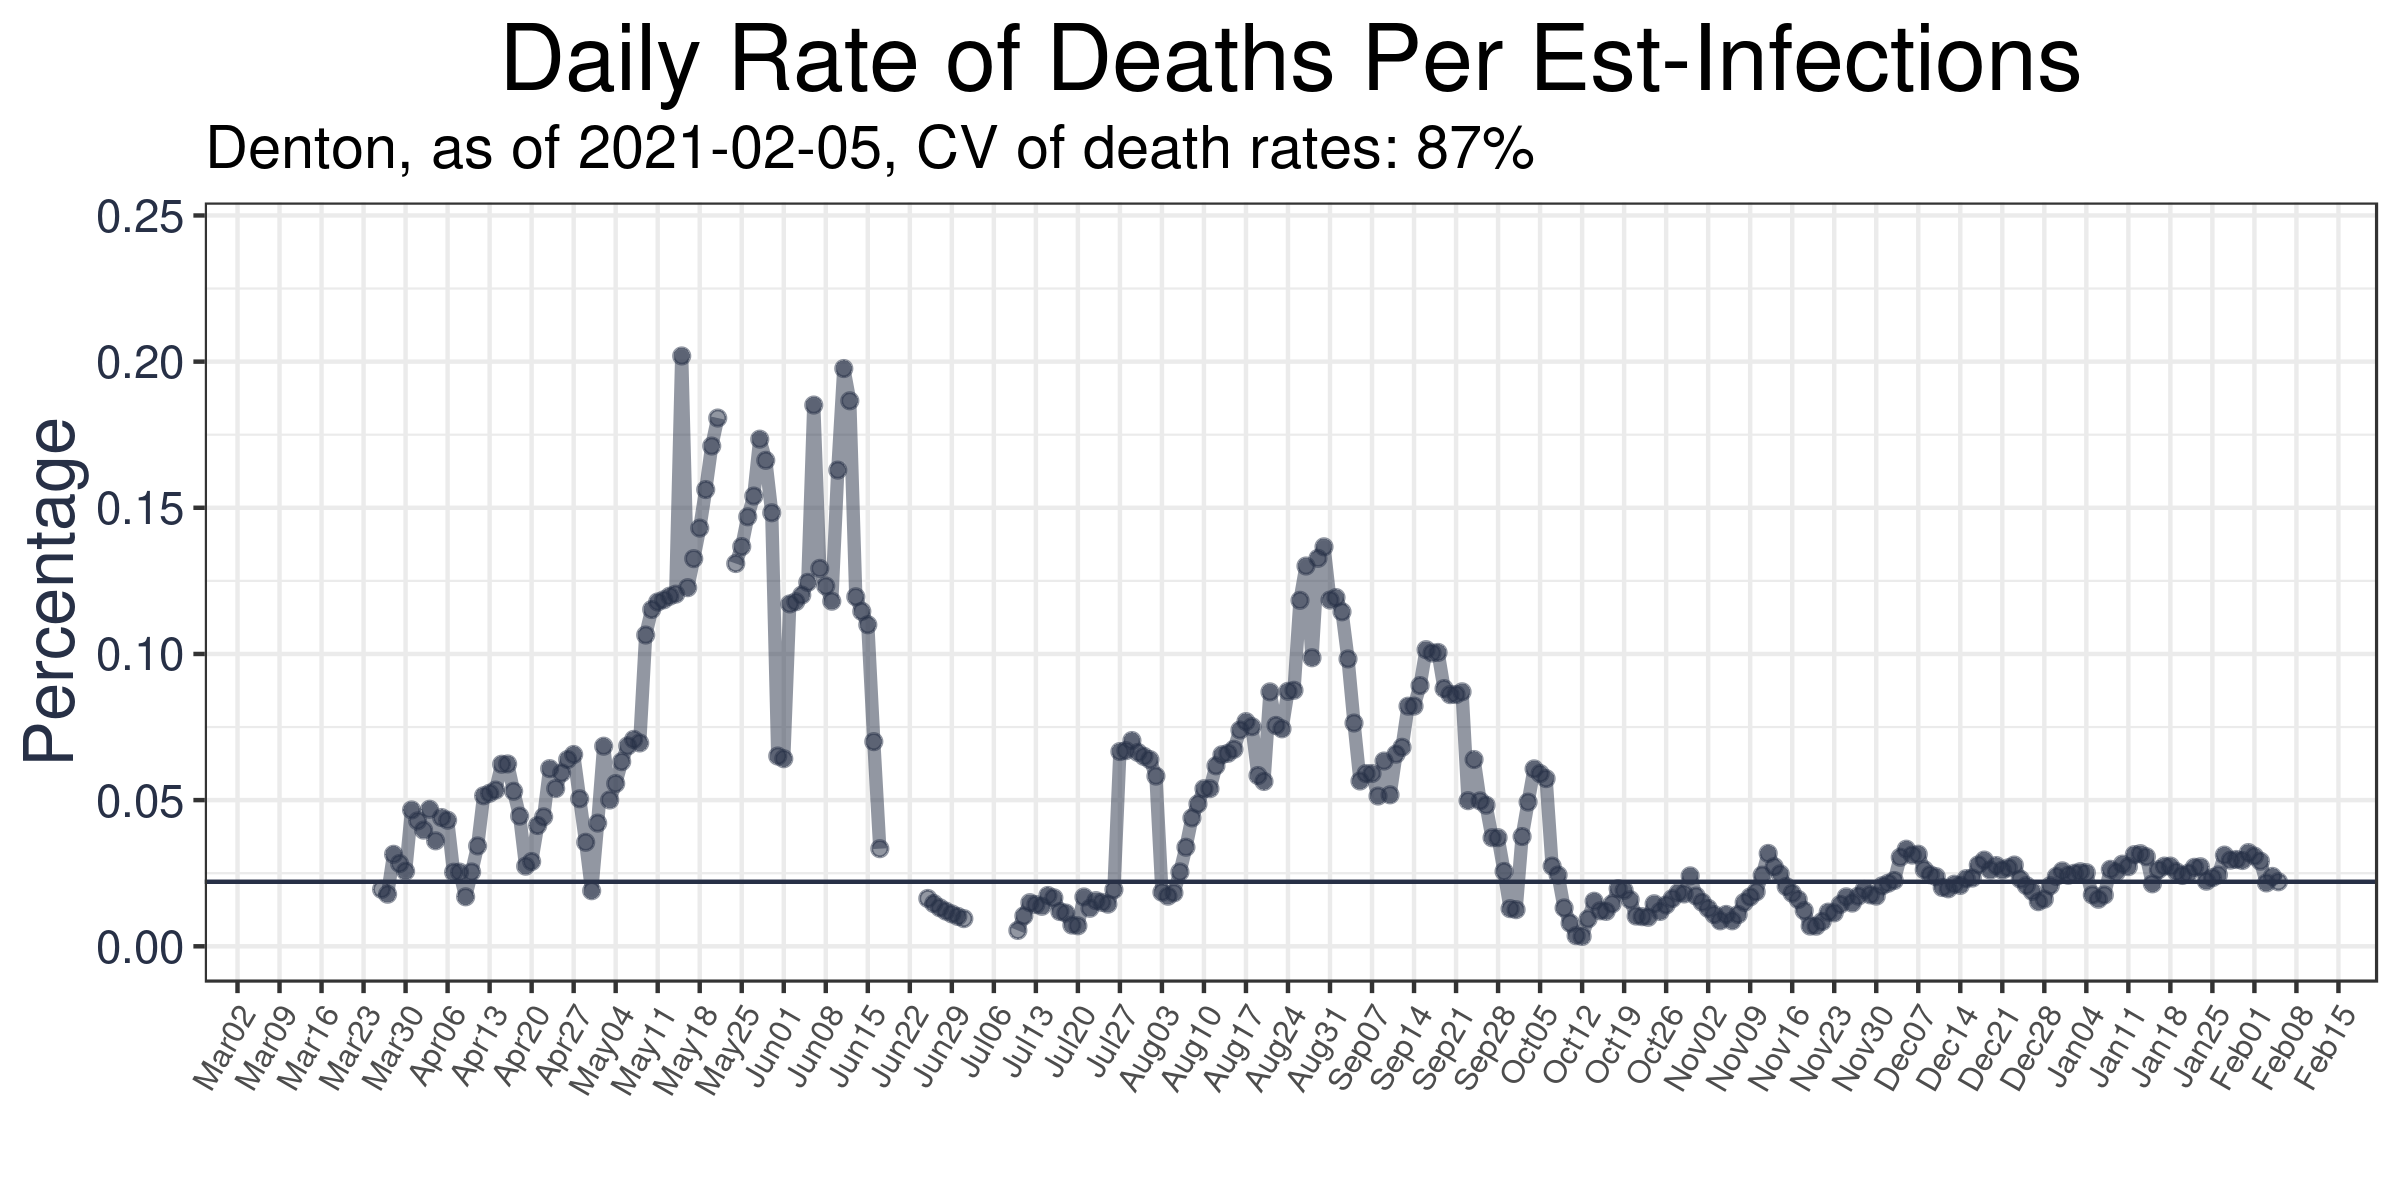 Daily Rate of Deaths Per Est-Infections
Denton, as of 2021-02-05, CV of death rates: 87%
Percentage
0.25
0.20
0.15
0.10
0.05
0.00
Mar02
Mar09
Mar16
Mar23
Mar30
Apr06
Apr13
Apr20
Apr27
May04
May11
May18
May25
Jun01
Jun08
Jun15
Jun22
Jun29
Jul06
Jul13
Jul20
Jul27
Aug03
Aug10
Aug17
Aug24
Aug31
Sep07
Sep14
Sep21
Sep28
Oct05
Oct12
Oct19
Oct26
Nov02
Nov09
Nov16
Nov23
Nov30
Dec07
Dec14
Dec21
Dec28
Jan04
Jan11
Jan18
Jan25
Feb01
Feb08
Feb15